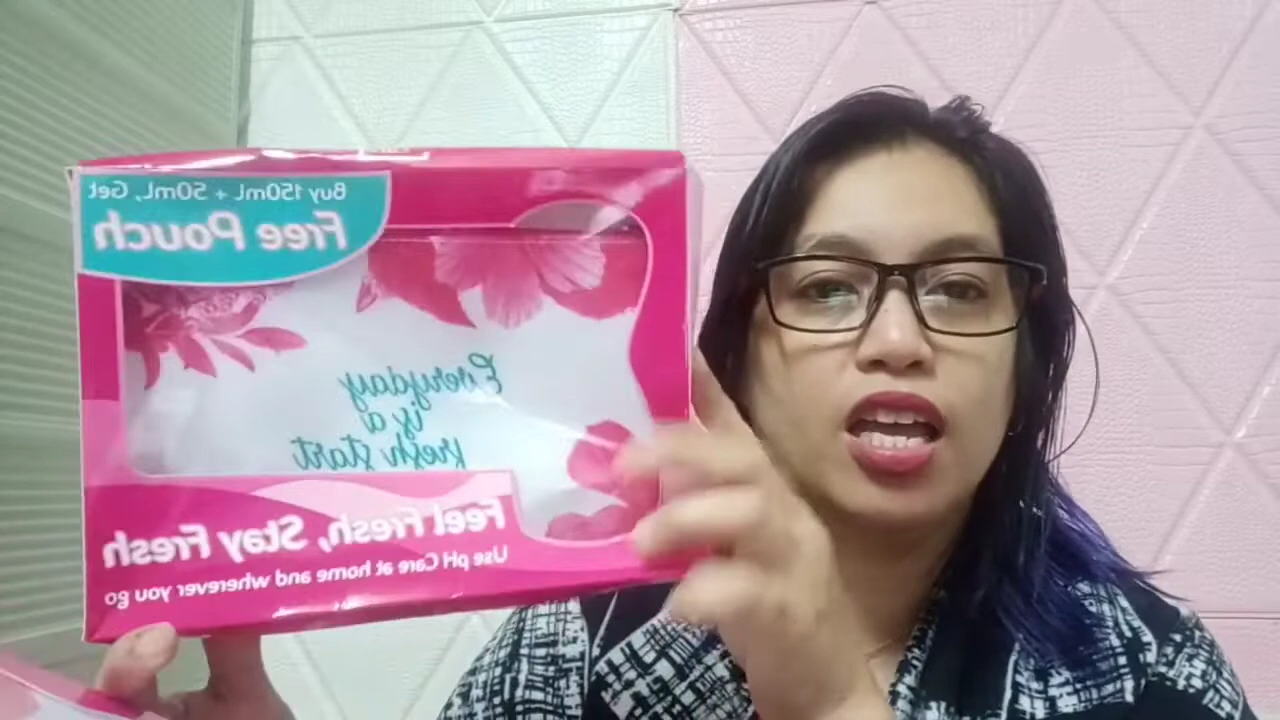 Buy 150mL + 50mL, Get
Free Pouch
Everyday
is a
fresh start
Feel Fresh, Stay Fresh
Use pH Care at home and wherever you go